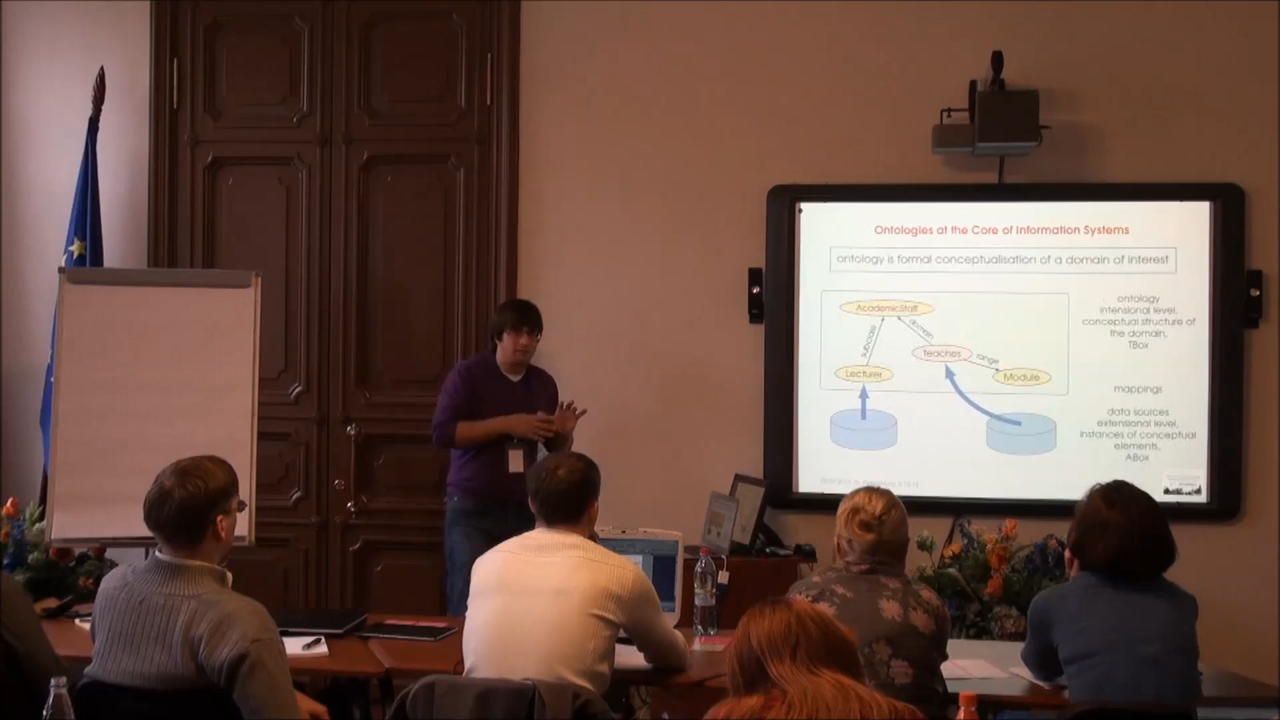 Ontologies at the Core of Information Systems
ontology is formal conceptualisation of a domain of interest
AcademicStaff
subclass
domain
teaches
range
Lecturer
Module
ontology
intensional level,
conceptual structure of
the domain,
TBox
mappings
data sources
extensional level,
instances of conceptual
elements,
ABox